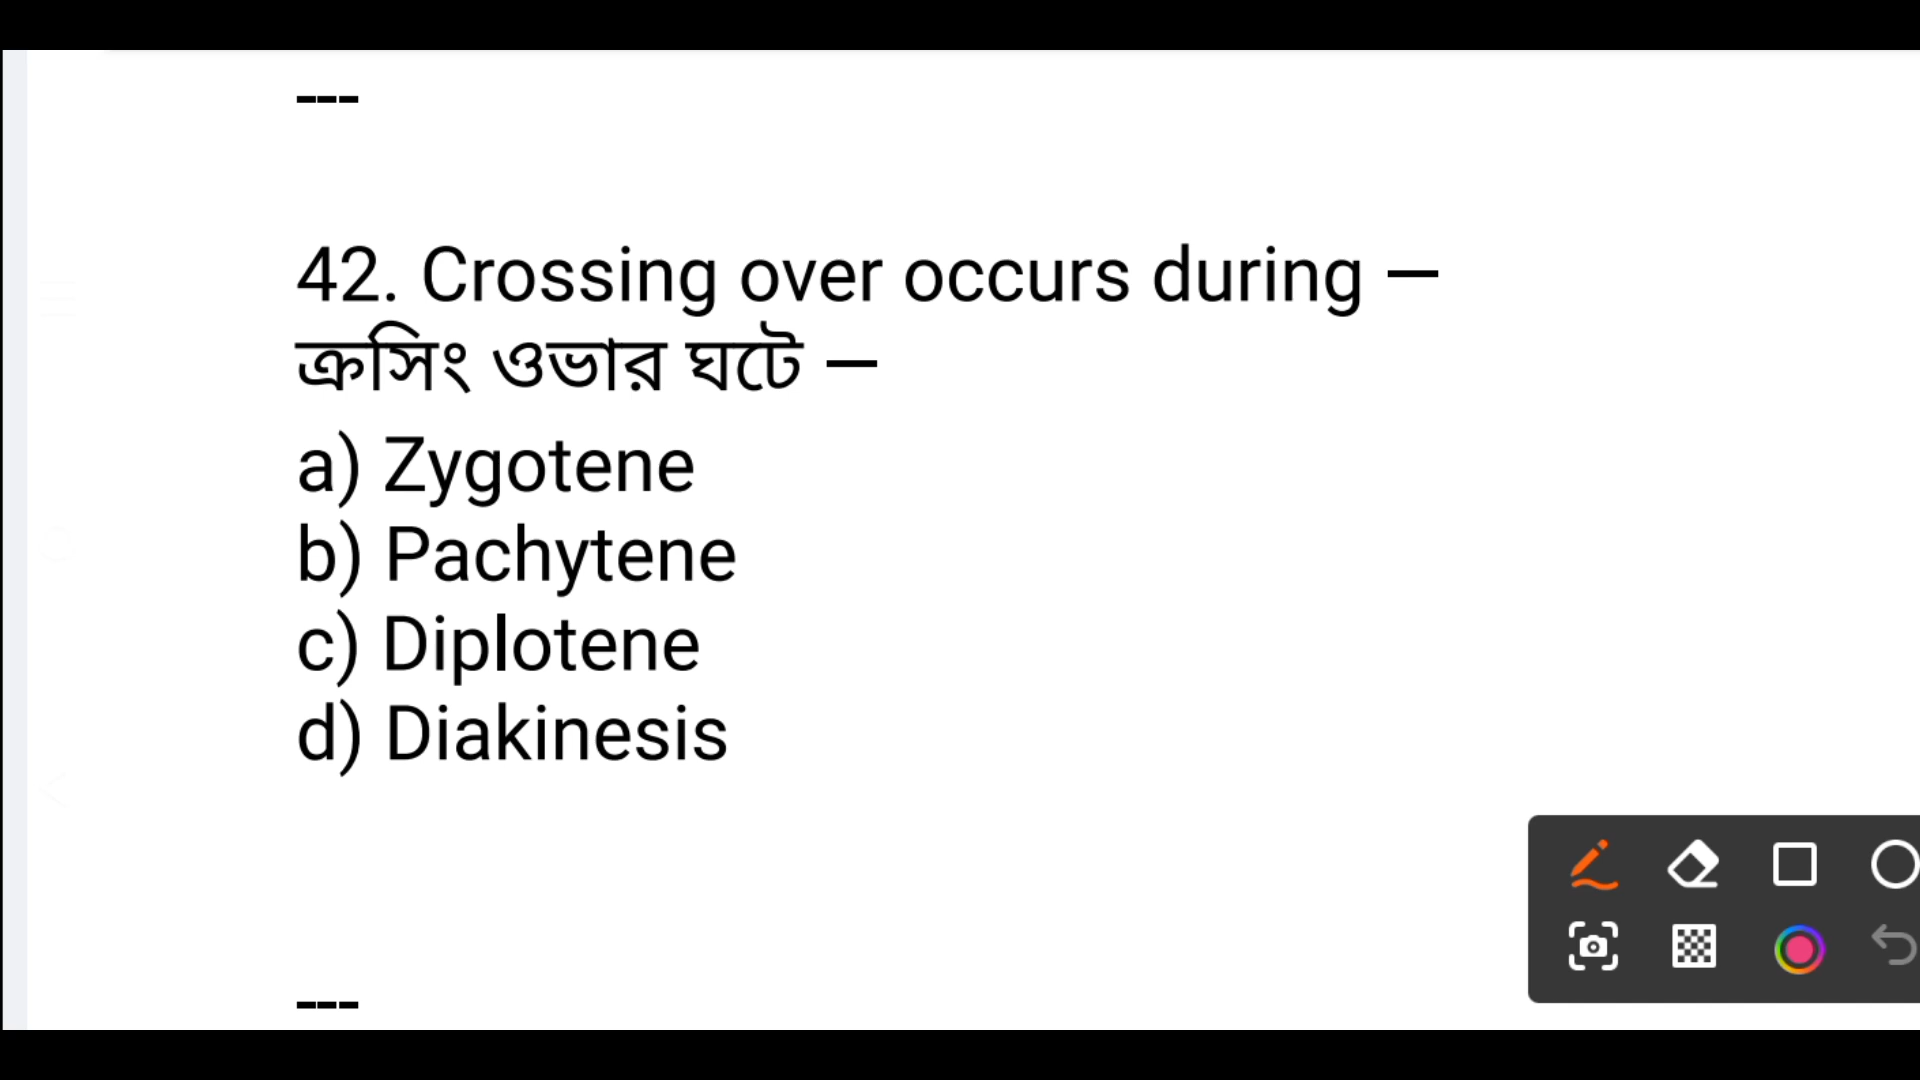 ---
42. Crossing over occurs during —
ক্রসিং ওভার ঘটে —
a) Zygotene
b) Pachytene
c) Diplotene
d) Diakinesis
---